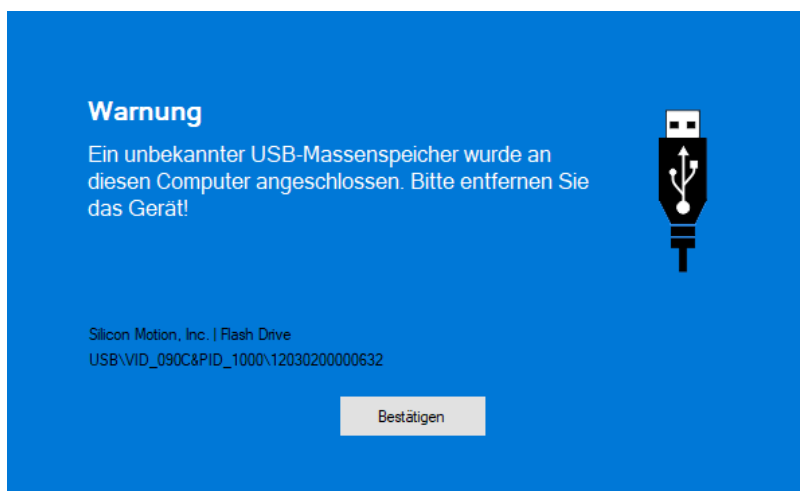 Warnung
Ein unbekannter USB-Massenspeicher wurde an
diesen Computer angeschlossen. Bitte entfernen Sie
das Gerät!
Silicon Motion, Inc. | Flash Drive
USB\VID_090C&PID_1000\12030200000632
Bestätigen